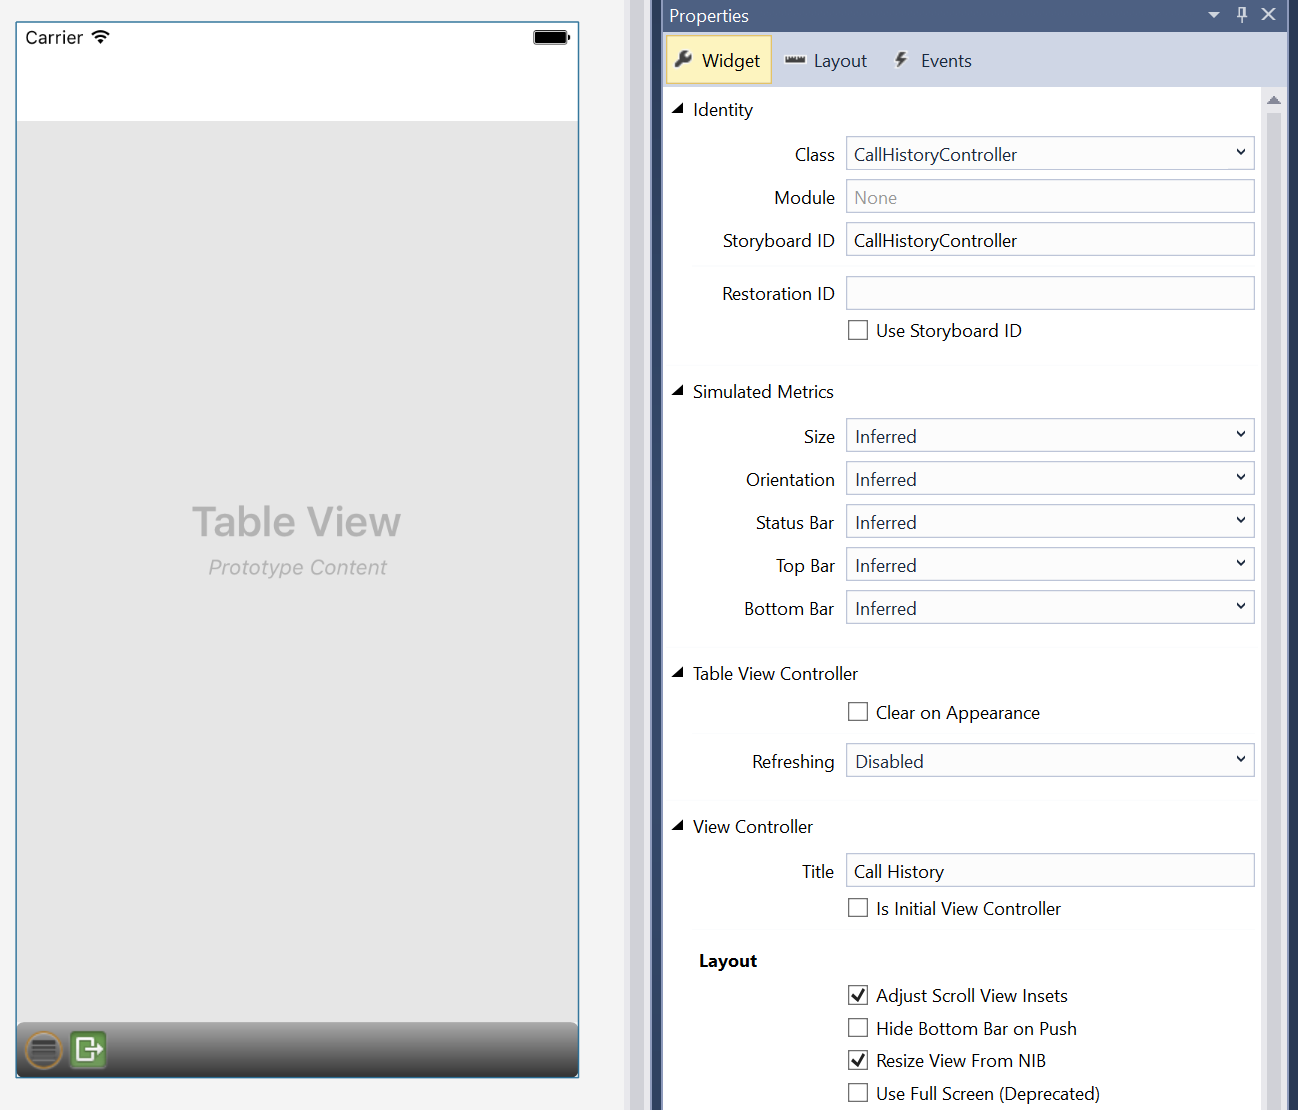 Carrier
Table View
Prototype Content
Properties
Widget
Layout
Events
Identity
Class
CallHistoryController
Module
None
Storyboard ID
CallHistoryController
Restoration ID
Use Storyboard ID
Simulated Metrics
Size
Inferred
Orientation
Inferred
Status Bar
Inferred
Top Bar
Inferred
Bottom Bar
Inferred
Table View Controller
Clear on Appearance
Refreshing
Disabled
View Controller
Title
Call History
Is Initial View Controller
Layout
Adjust Scroll View Insets
Hide Bottom Bar on Push
Resize View From NIB
Use Full Screen (Deprecated)